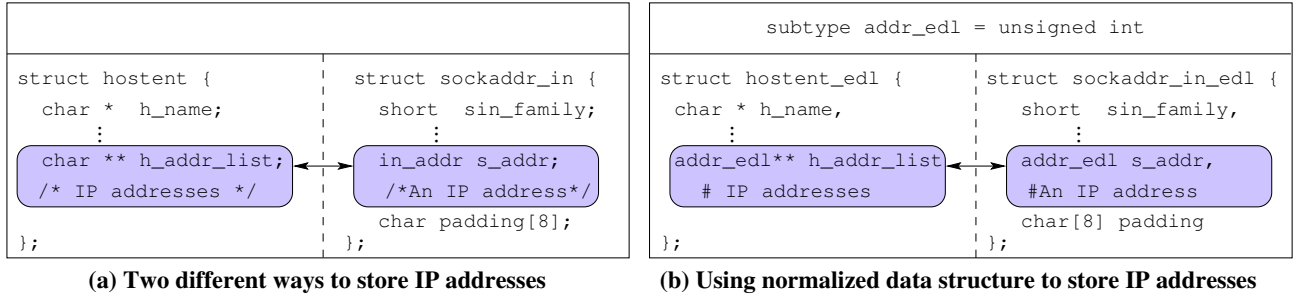 struct hostent {
char * h_name;
⋮
char ** h_addr_list;
/* IP addresses */
};
struct sockaddr_in {
short sin_family;
⋮
in_addr s_addr;
/*An IP address*/
char padding[8];
};
(a) Two different ways to store IP addresses
subtype addr_edl = unsigned int
struct hostent_edl {
char * h_name,
⋮
addr_edl** h_addr_list
# IP addresses
};
struct sockaddr_in_edl {
short sin_family,
⋮
addr_edl s_addr,
#An IP address
char[8] padding
};
(b) Using normalized data structure to store IP addresses